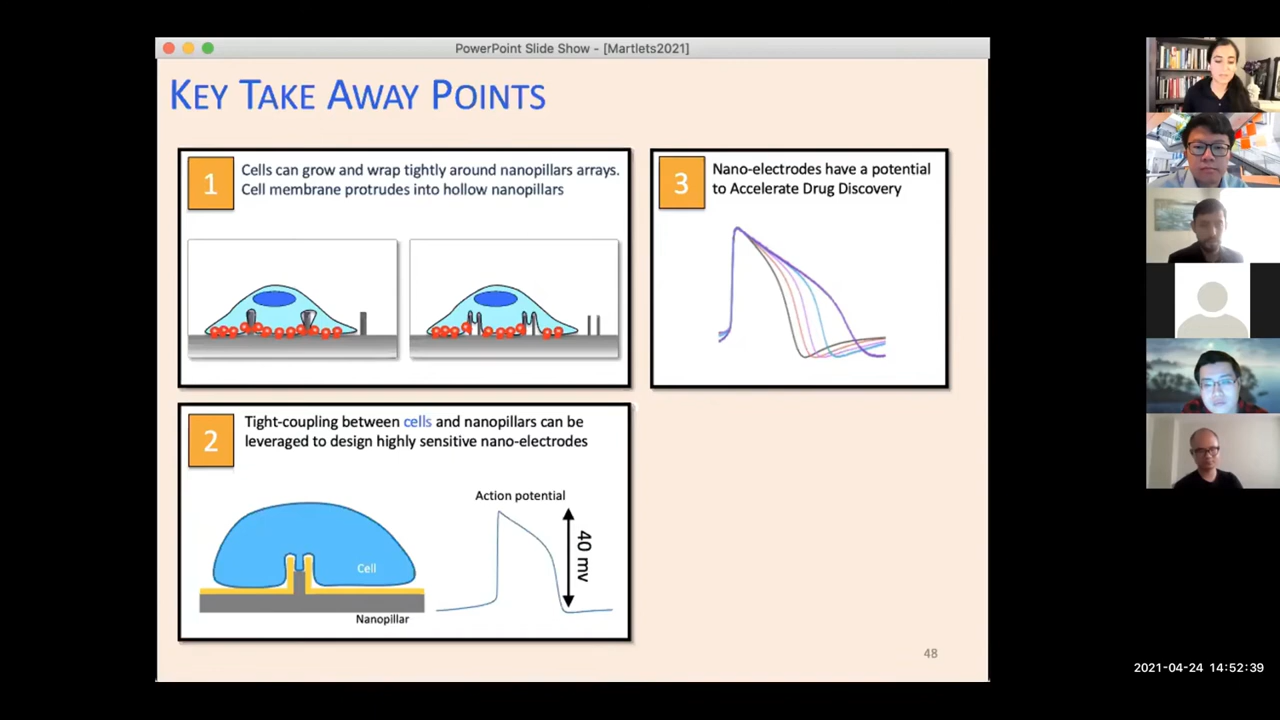 PowerPoint Slide Show - [Martlets2021]
KEY TAKE AWAY POINTS
1
Cells can grow and wrap tightly around nanopillars arrays.
Cell membrane protrudes into hollow nanopillars
3
Nano-electrodes have a potential
to Accelerate Drug Discovery
2
Tight-coupling between cells and nanopillars can be
leveraged to design highly sensitive nano-electrodes
Action potential
40 mv
Cell
Nanopillar
48
2021-04-24 14:52:39